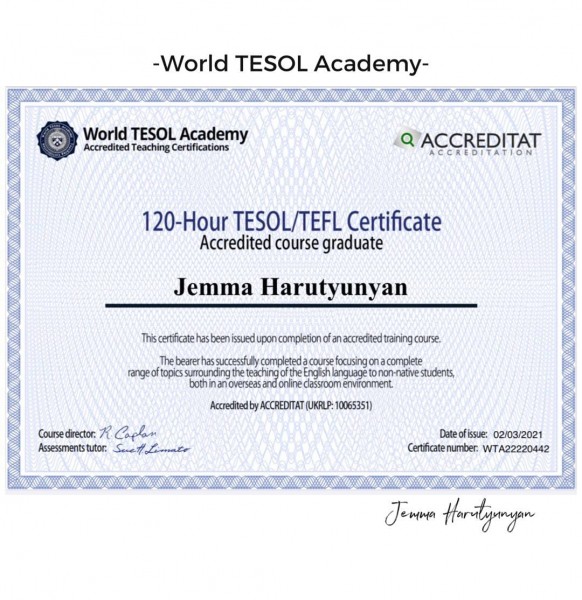 -World TESOL Academy-
World TESOL Academy
Accredited Teaching Certifications
ACCREDITAT
ACCREDITATION
120-Hour TESOL/TEFL Certificate
Accredited course graduate
Jemma Harutyunyan
This certificate has been issued upon completion of an accredited training course.
The bearer has successfully completed a course focusing on a complete
range of topics surrounding the teaching of the English language to non-native students,
both in an overseas and online classroom environment.
Accredited by ACCREDITAT (UKRLP: 10065351)
Course director: R Caplan
Assessments tutor:
Date of issue: 02/03/2021
Certificate number: WTA22220442
Jemma Harutyunyan